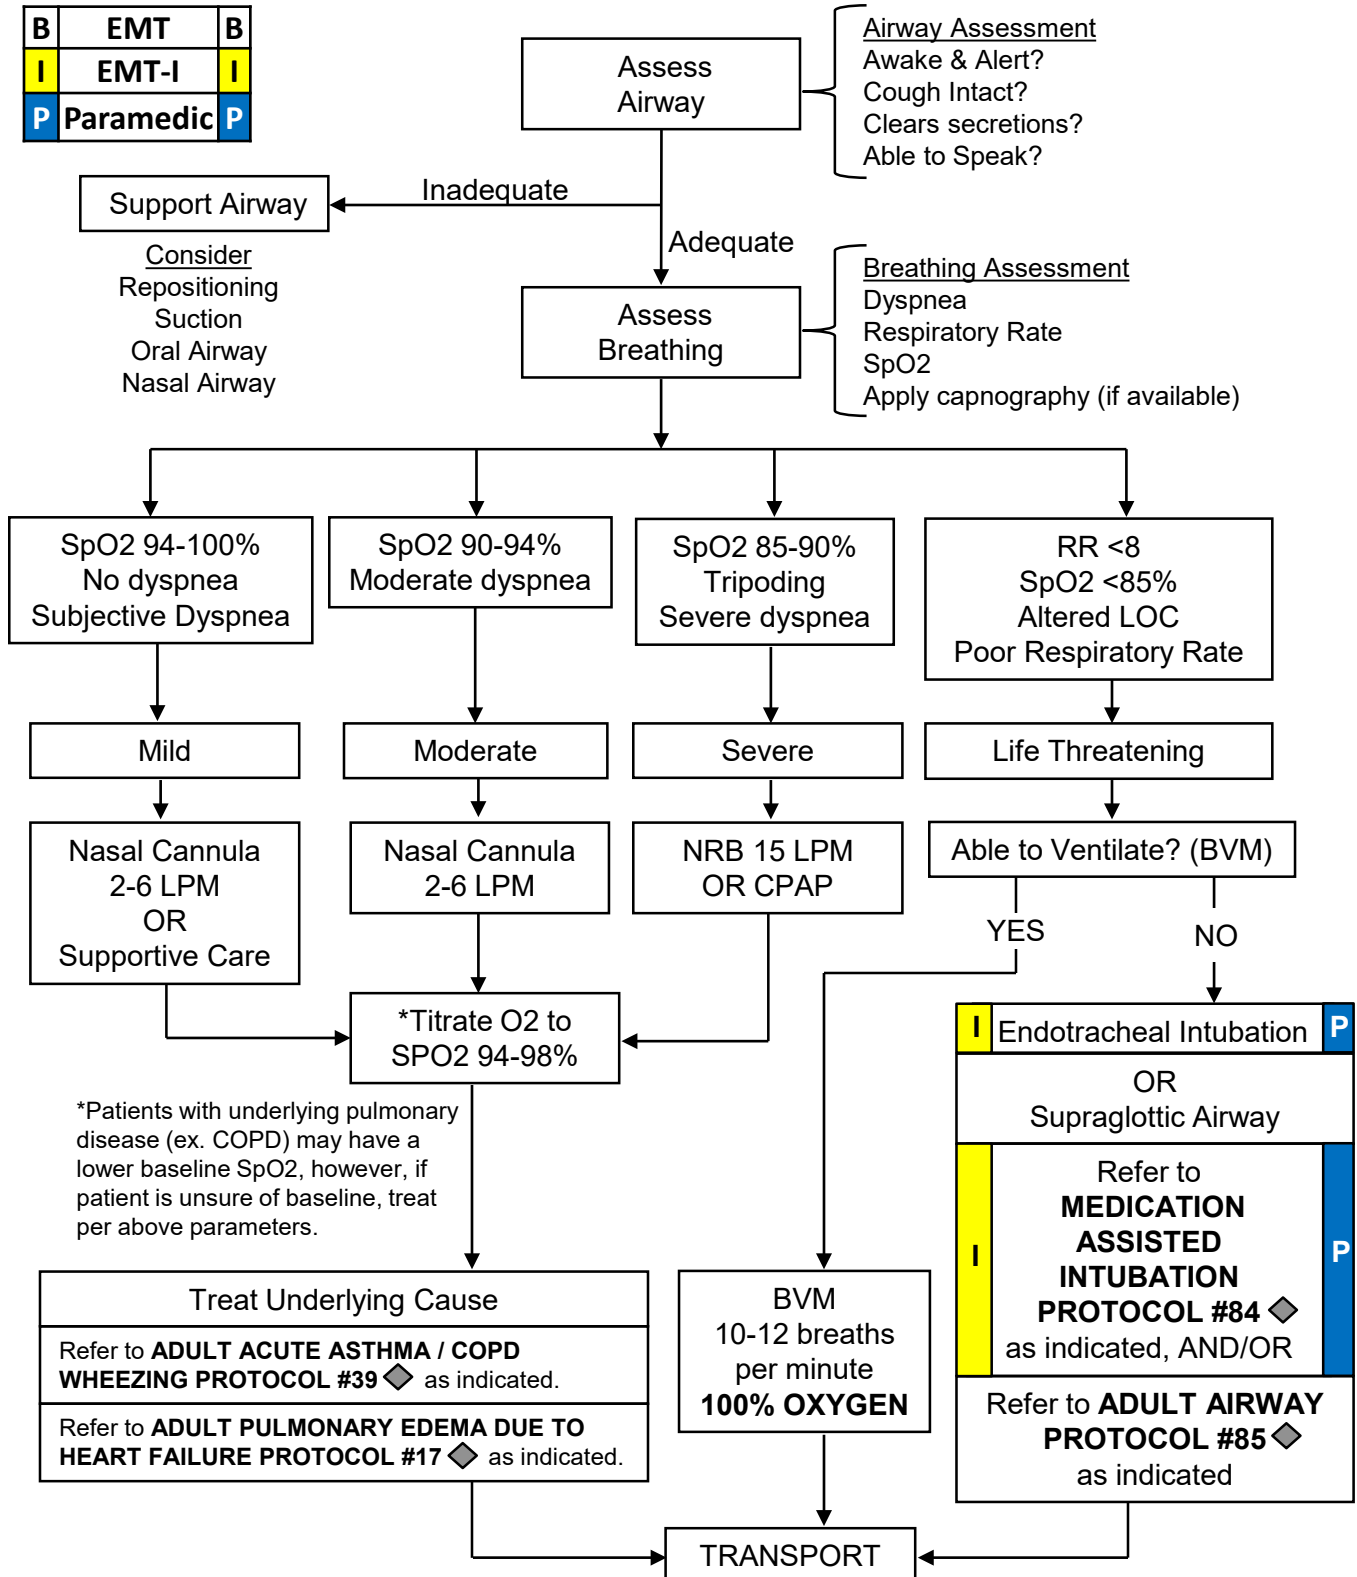 B EMT B
I EMT-I I
P Paramedic P
Assess
Airway
Airway Assessment
Awake & Alert?
Cough Intact?
Clears secretions?
Able to Speak?
Support Airway
Inadequate
Adequate
Consider
Repositioning
Suction
Oral Airway
Nasal Airway
Assess
Breathing
Breathing Assessment
Dyspnea
Respiratory Rate
SpO2
Apply capnography (if available)
SpO2 94-100%
No dyspnea
Subjective Dyspnea
SpO2 90-94%
Moderate dyspnea
SpO2 85-90%
Tripoding
Severe dyspnea
RR <8
SpO2 <85%
Altered LOC
Poor Respiratory Rate
Mild
Moderate
Severe
Life Threatening
Nasal Cannula
2-6 LPM
OR
Supportive Care
Nasal Cannula
2-6 LPM
NRB 15 LPM
OR CPAP
Able to Ventilate? (BVM)
YES
NO
*Titrate O2 to
SPO2 94-98%
*Patients with underlying pulmonary
disease (ex. COPD) may have a
lower baseline SpO2, however, if
patient is unsure of baseline, treat
per above parameters.
I Endotracheal Intubation P
OR
Supraglottic Airway
Refer to
MEDICATION
ASSISTED
I INTUBATION P
PROTOCOL #84
as indicated, AND/OR
Refer to ADULT AIRWAY
PROTOCOL #85
as indicated
Treat Underlying Cause
Refer to ADULT ACUTE ASTHMA / COPD
WHEEZING PROTOCOL #39 as indicated.
Refer to ADULT PULMONARY EDEMA DUE TO
HEART FAILURE PROTOCOL #17 as indicated.
BVM
10-12 breaths
per minute
100% OXYGEN
TRANSPORT